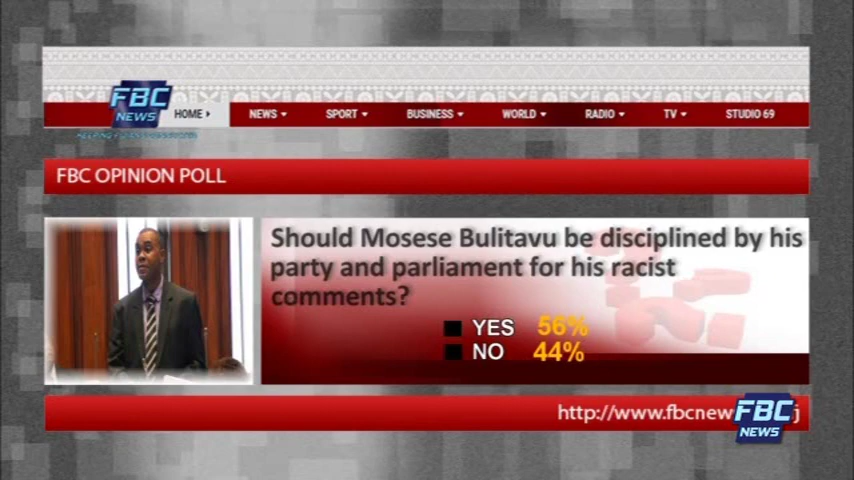 FBC
NEWS
HOME
NEWS
SPORT
BUSINESS
WORLD
RADIO
TV
STUDIO 69
FBC OPINION POLL
Should Mosese Bulitavu be disciplined by his
party and parliament for his racist
comments?
YES 56%
NO 44%
http://www.fbcnew
j
FBC
NEWS